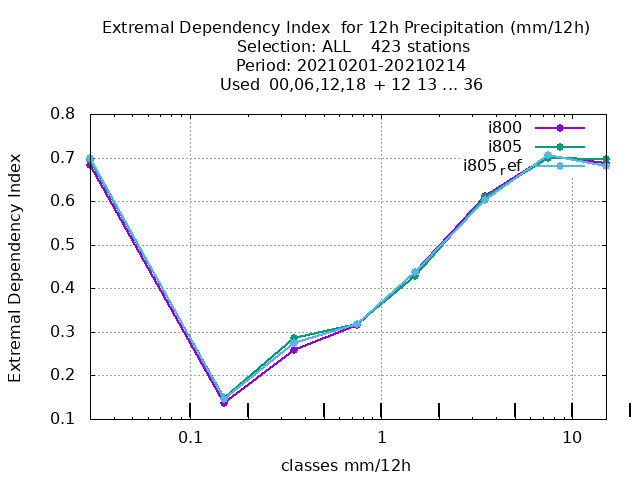 Extremal Dependency Index for 12h Precipitation (mm/12h)
Selection: ALL 423 stations
Period: 20210201-20210214
Used 00,06,12,18 + 12 13 ... 36
i800
i805
i805ref
0.8
0.7
0.6
0.5
0.4
0.3
0.2
0.1
Extremal Dependency Index
0.1 1 10
classes mm/12h